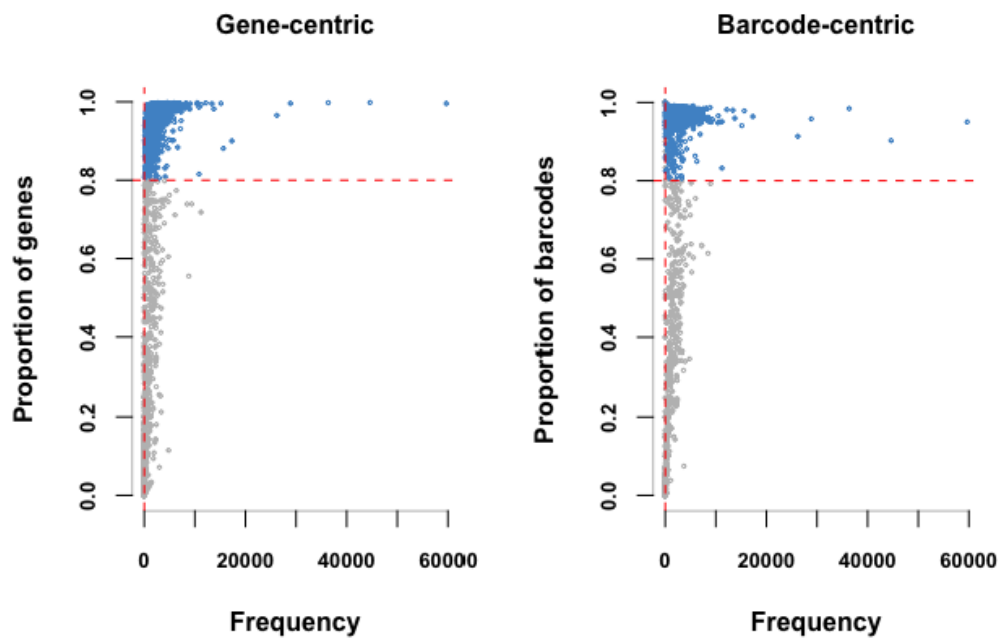 Gene-centric
Proportion of genes
1.0
0.8
0.6
0.4
0.2
0.0
0 20000 40000 60000
Frequency
Barcode-centric
Proportion of barcodes
1.0
0.8
0.6
0.4
0.2
0.0
0 20000 40000 60000
Frequency